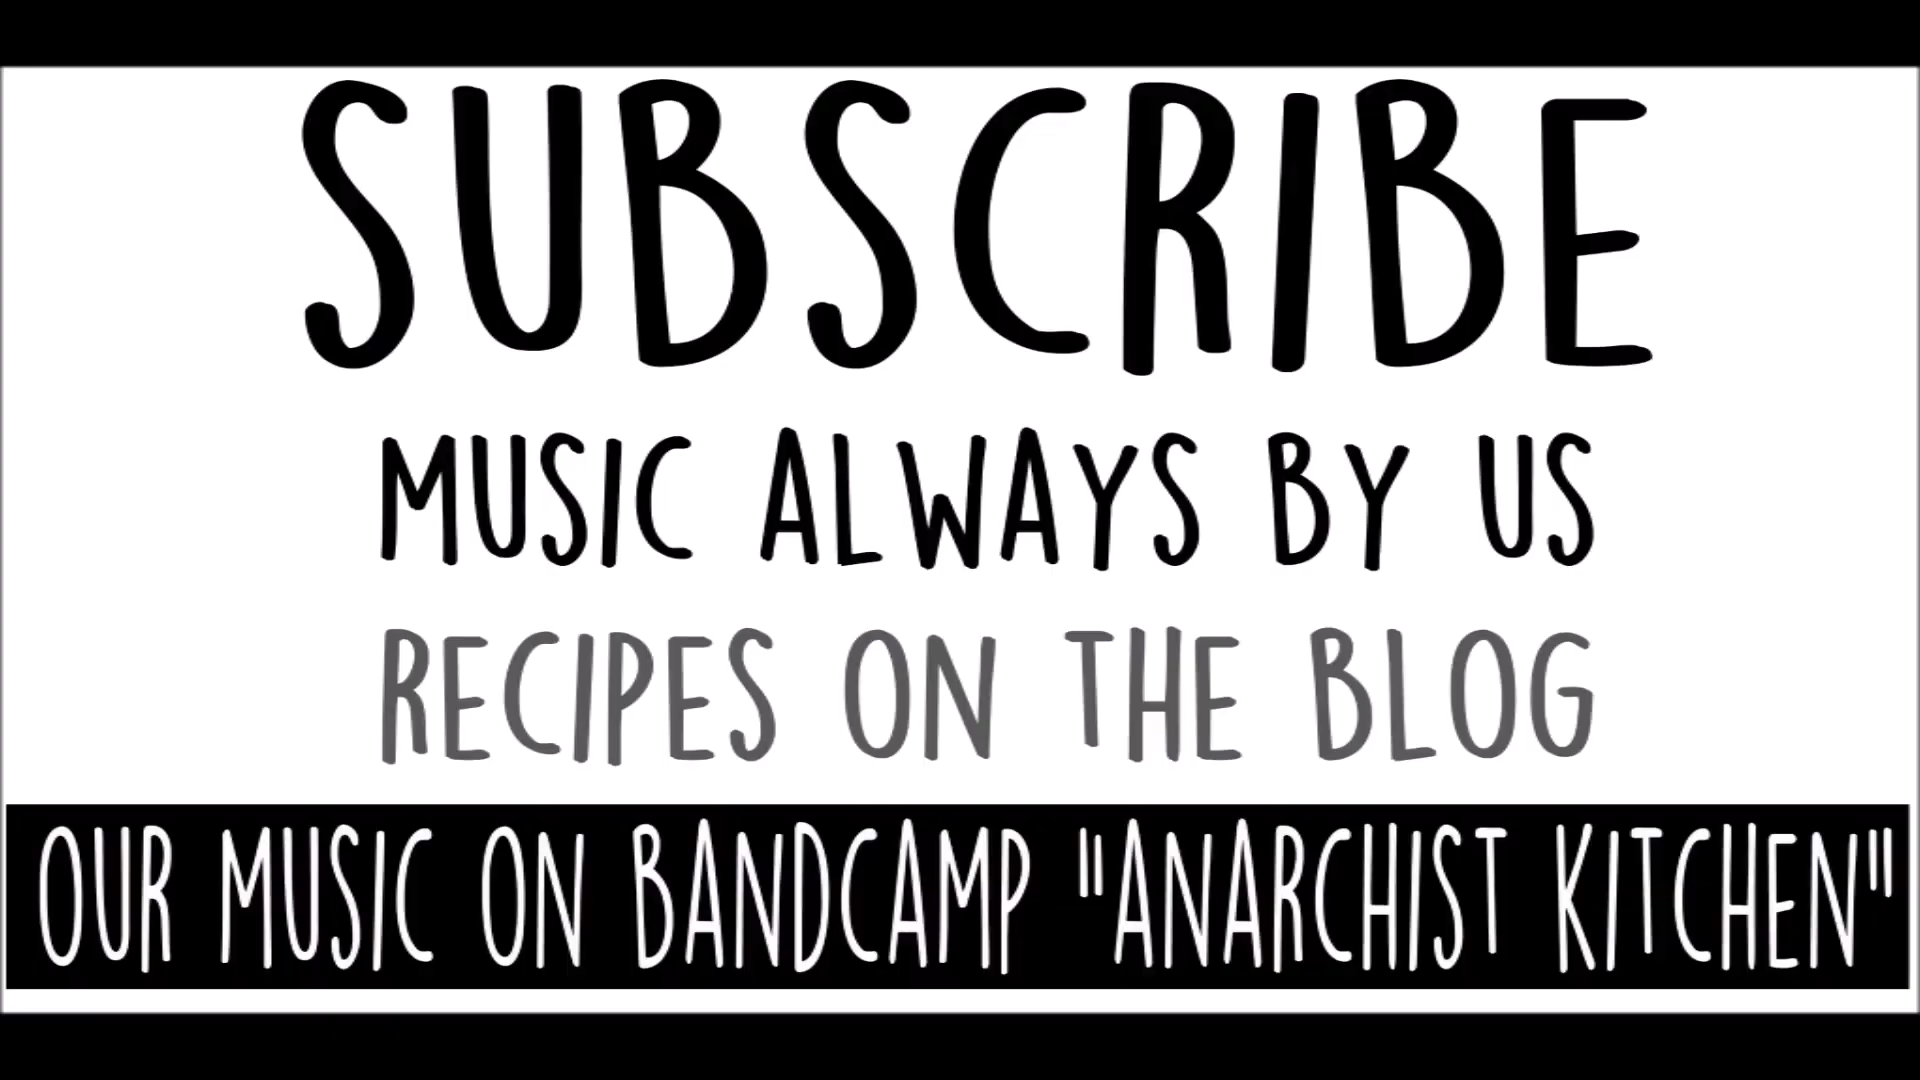 SUBSCRIBE
MUSIC ALWAYS BY US
RECIPES ON THE BLOG
OUR MUSIC ON BANDCAMP "ANARCHIST KITCHEN"